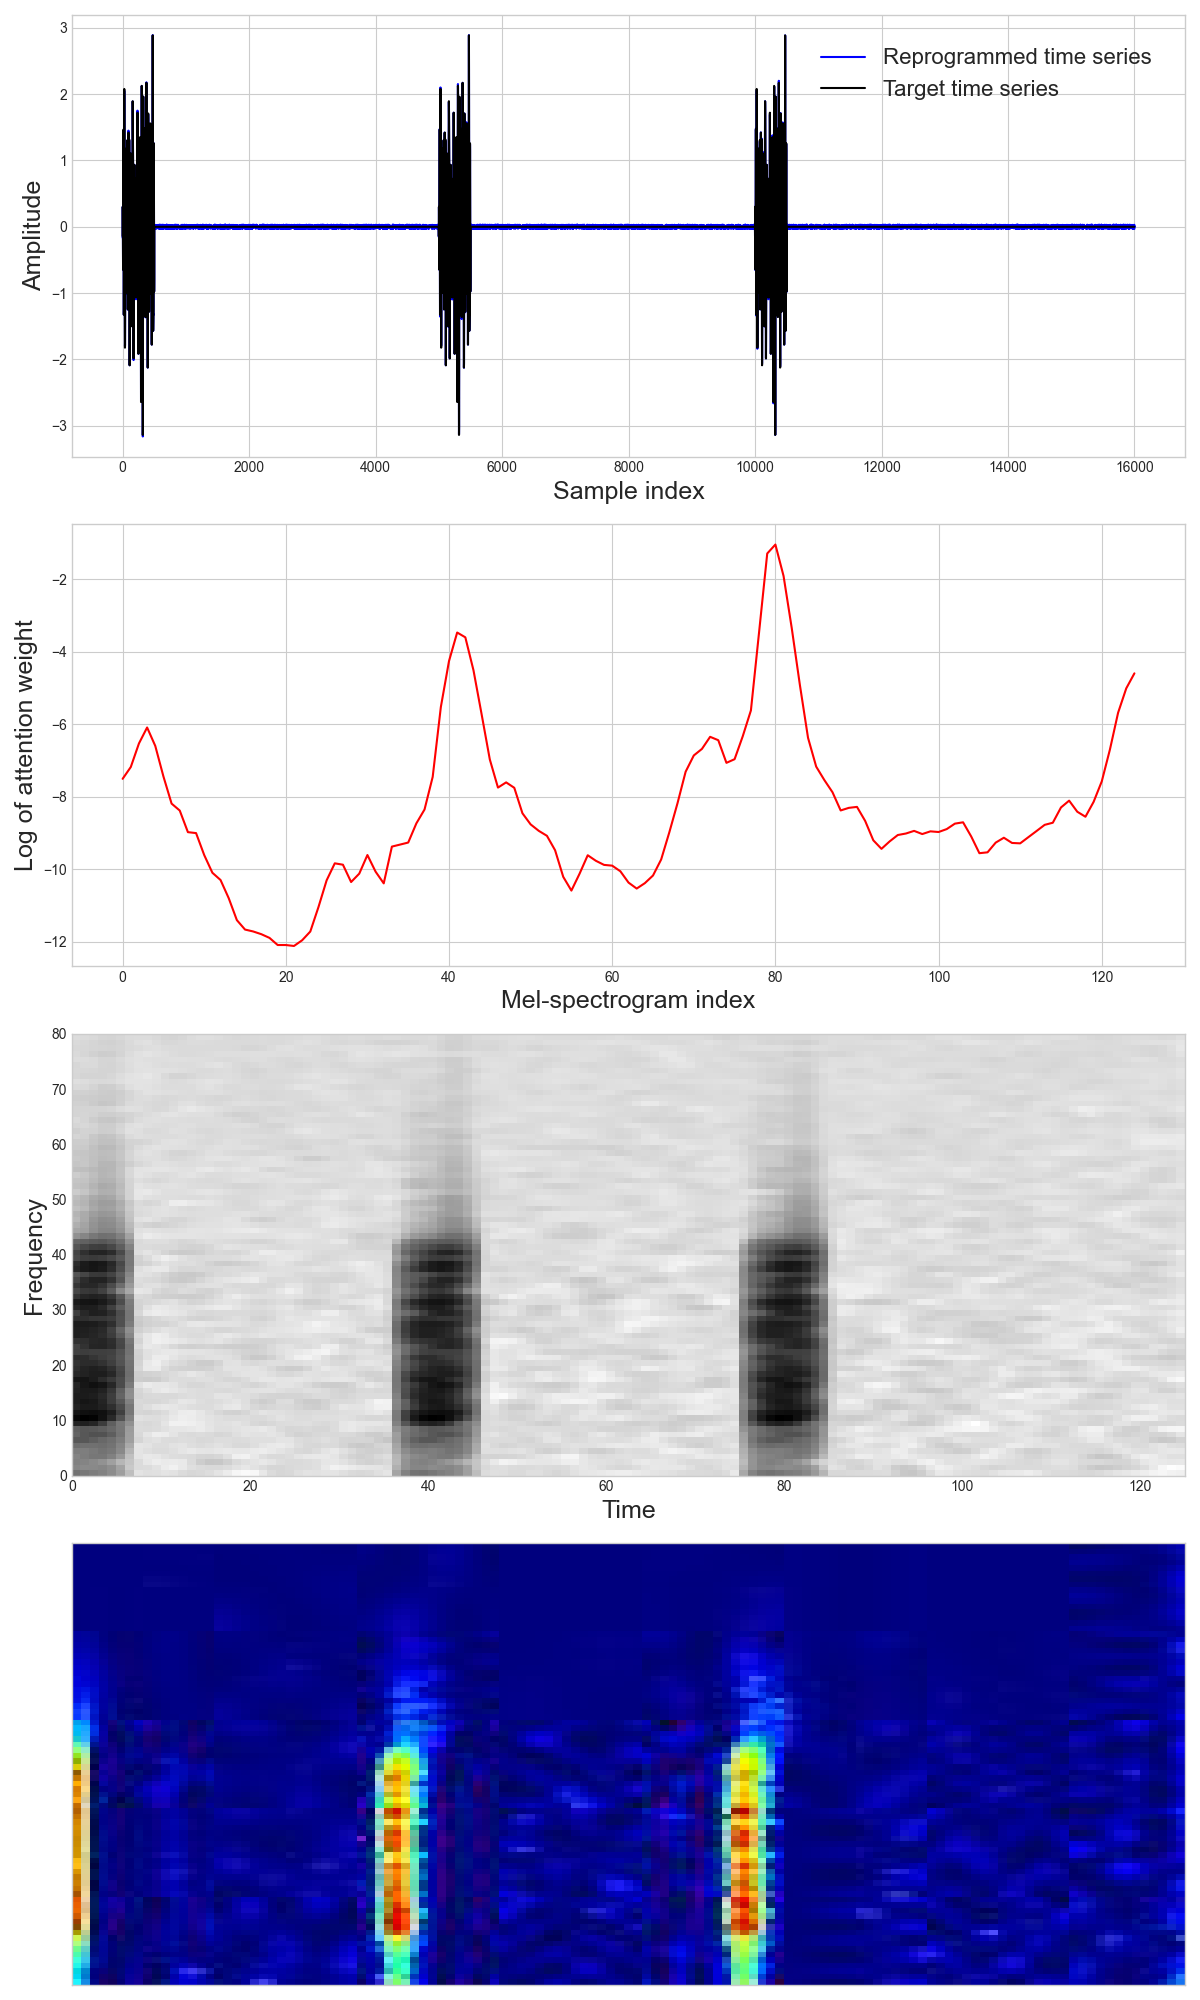 3
2
1
0
−1
−2
−3
Amplitude
Reprogrammed time series
Target time series
0 2000 4000 6000 8000 10000 12000 14000 16000
Sample index
−2
−4
−6
−8
−10
−12
Log of attention weight
0 20 40 60 80 100 120
Mel-spectrogram index
80
70
60
50
40
30
20
10
0
Frequency
0 20 40 60 80 100 120
Time